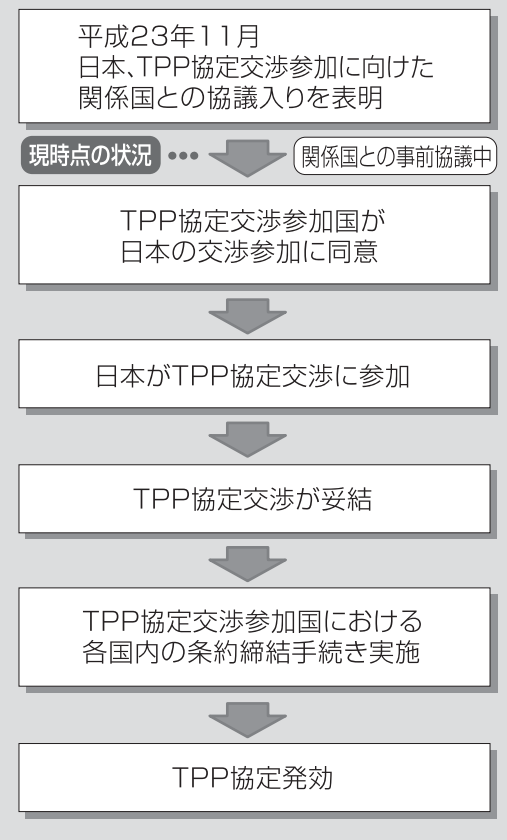 平成23年11月
日本、TPP協定交渉参加に向けた
関係国との協議入りを表明
現時点の状況 ••• 関係国との事前協議中
TPP協定交渉参加国が
日本の交渉参加に同意
日本がTPP協定交渉に参加
TPP協定交渉が妥結
TPP協定交渉参加国における
各国内の条約締結手続き実施
TPP協定発効